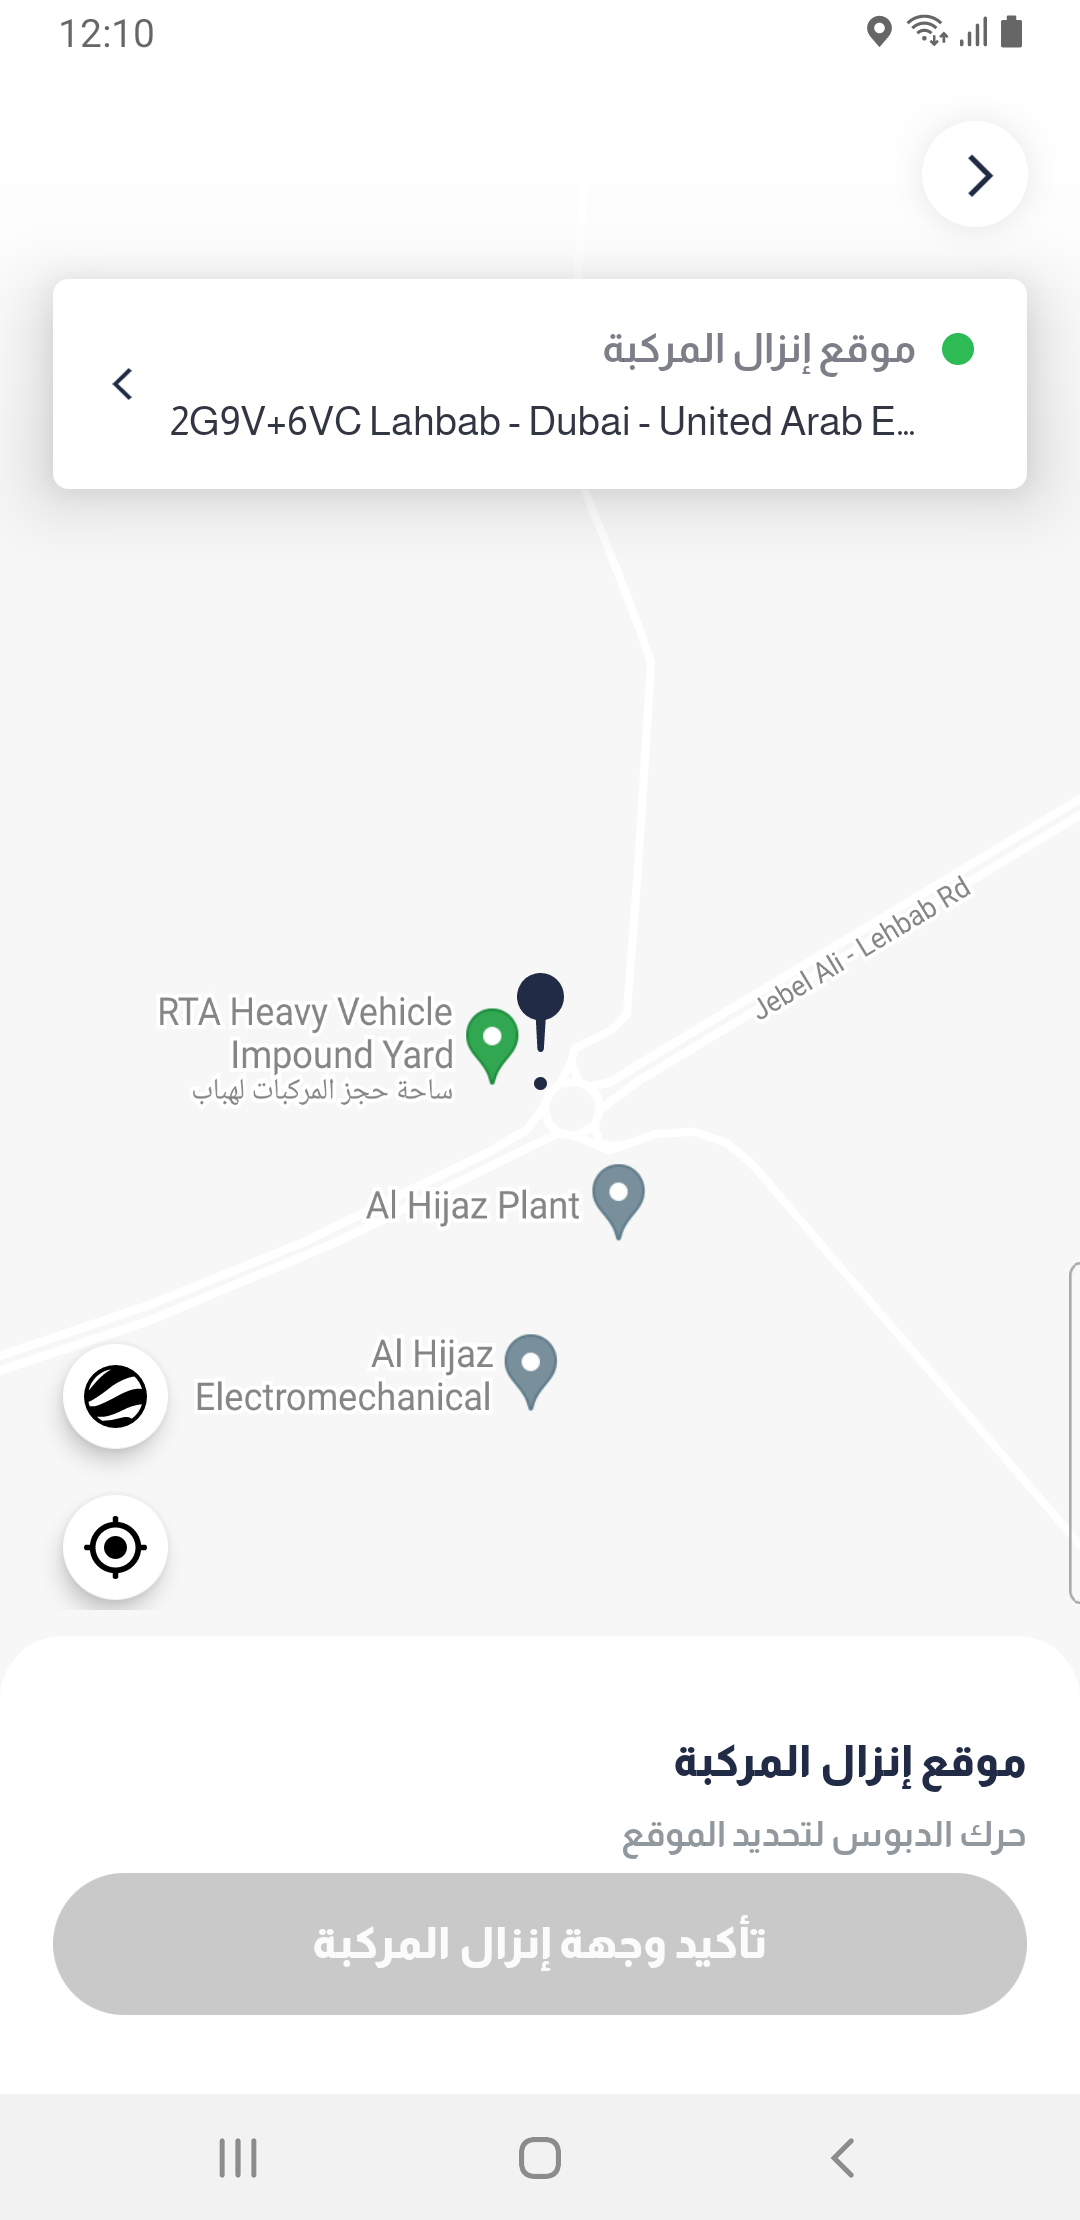 12:10
موقع إنزال المركبة
2G9V+6VC Lahbab - Dubai - United Arab E...
Jebel Ali - Lehbab Rd
RTA Heavy Vehicle
Impound Yard
ساحة حجز المركبات لهباب
Al Hijaz Plant
Al Hijaz
Electromechanical
موقع إنزال المركبة
حرك الدبوس لتحديد الموقع
تأكيد وجهة إنزال المركبة